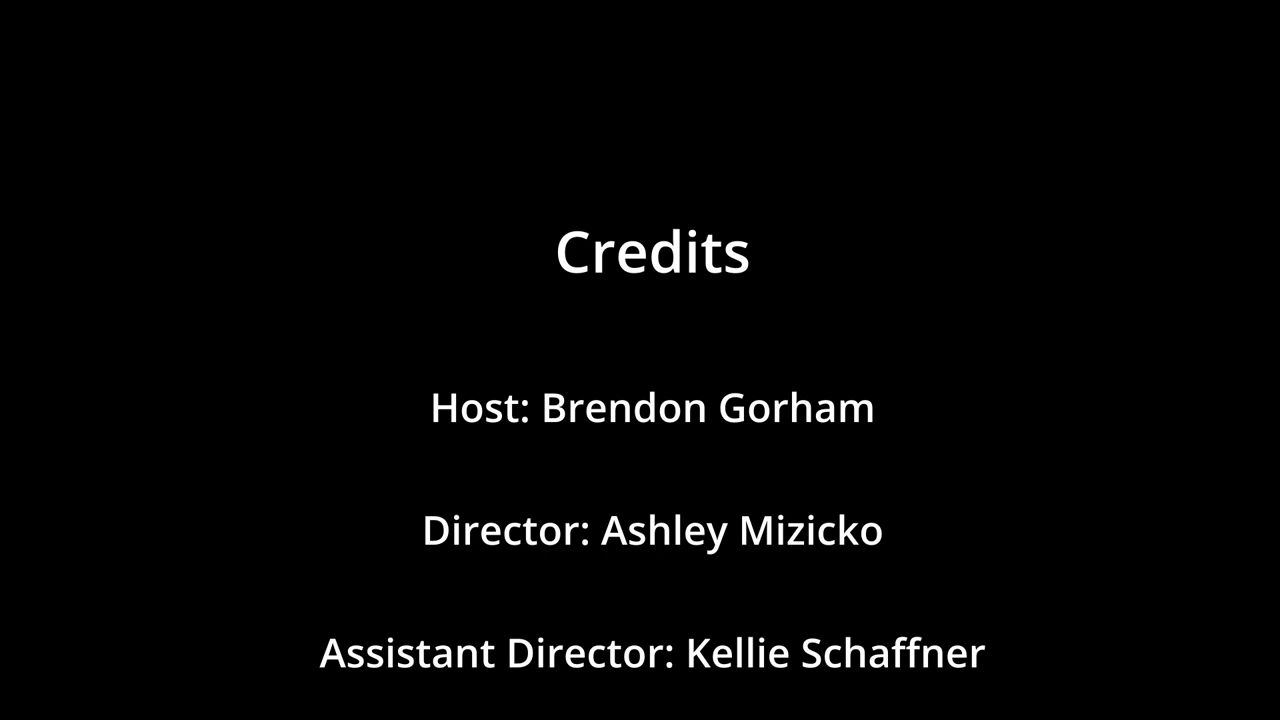 Credits
Host: Brendon Gorham
Director: Ashley Mizicko
Assistant Director: Kellie Schaffner